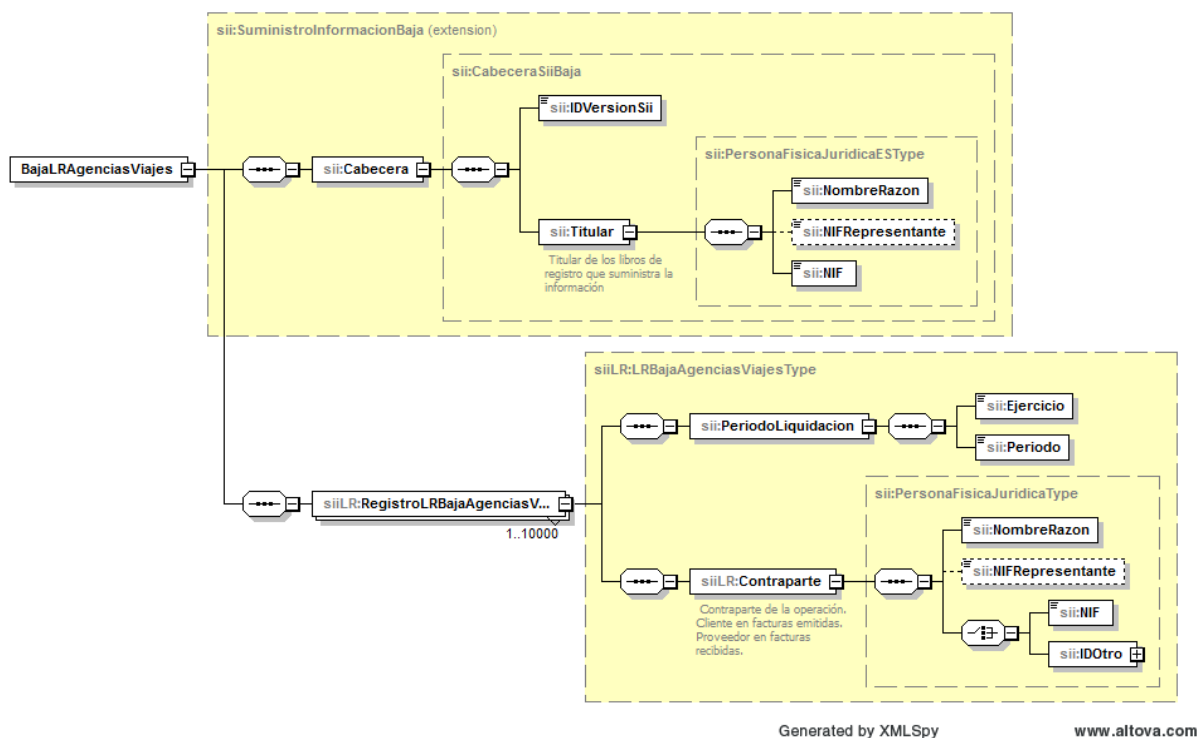 sii:SuministroInformacionBaja (extension)
sii:CabeceraSiiBaja
sii:IDVersionSii
sii:PersonaFisicaJuridicaESType
BajaLRAgenciasViajes
sii:Cabecera
sii:NombreRazon
sii:Titular
sii:NIFRepresentante
Titular de los libros de
registro que suministra la
información
sii:NIF
siiLR:LRBajaAgenciasViajesType
sii:PeriodoLiquidacion
sii:Ejercicio
sii:Periodo
siiLR:RegistroLRBajaAgenciasV...
1..10000
sii:PersonaFisicaJuridicaType
sii:NombreRazon
siiLR:Contraparte
sii:NIFRepresentante
Contraparte de la operación.
Cliente en facturas emitidas.
Proveedor en facturas
recibidas.
sii:NIF
sii:IDOtro
Generated by XMLSpy
www.altova.com